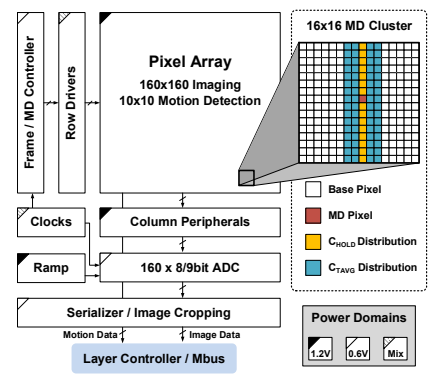 Frame / MD Controller
Row Drivers
Pixel Array
160x160 Imaging
10x10 Motion Detection
16x16 MD Cluster
Base Pixel
MD Pixel
CHOLD Distribution
CTAVG Distribution
Clocks
Column Peripherals
Ramp
160 x 8/9bit ADC
Serializer / Image Cropping
Motion Data
Image Data
Layer Controller / Mbus
Power Domains
1.2V
0.6V
Mix